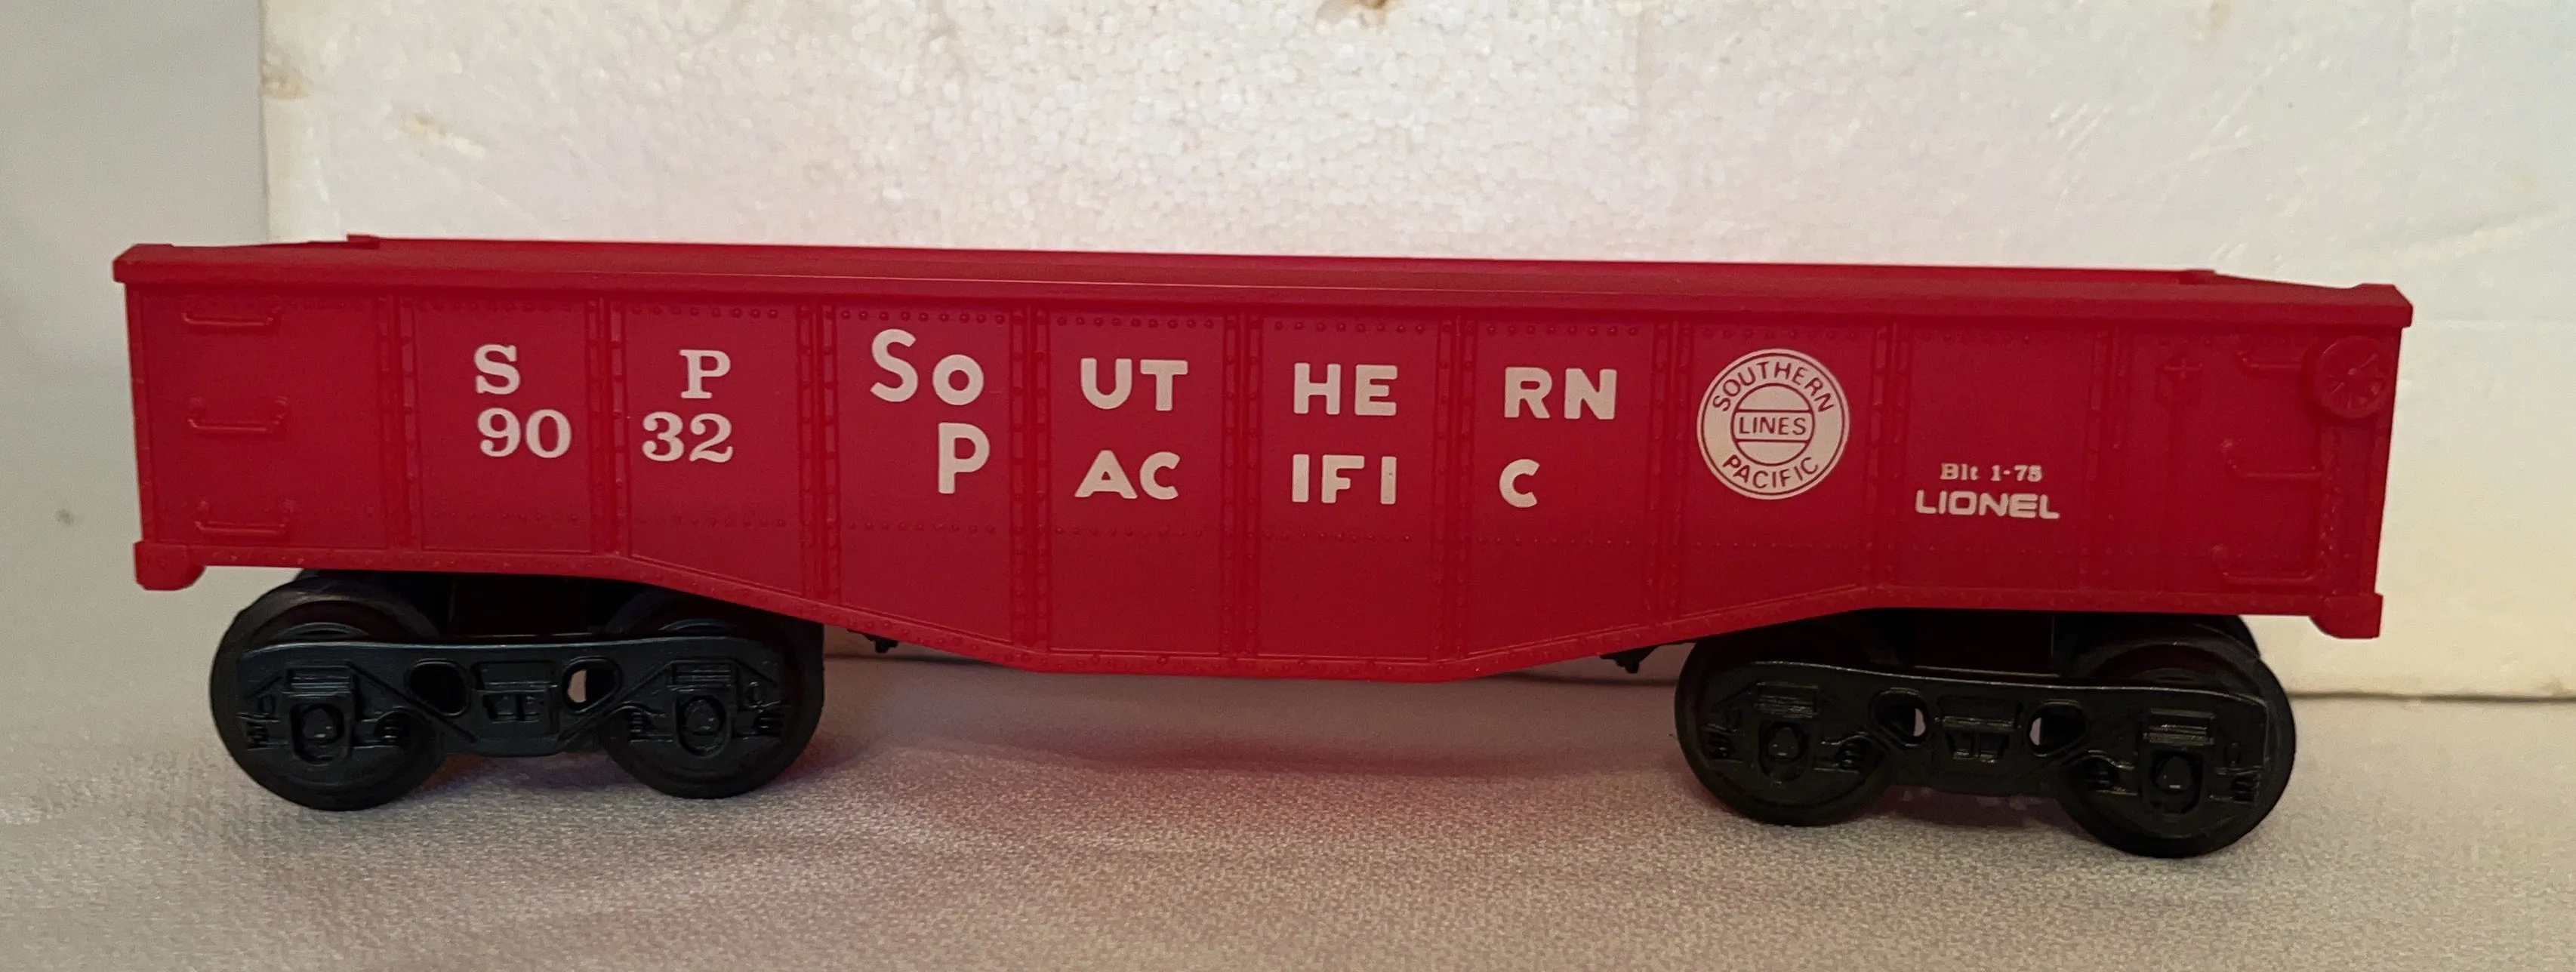 S P
90 32
SoUTHERN
PACIFIC
SOUTHERN
LINES
PACIFIC
Blt 1-75
LIONEL